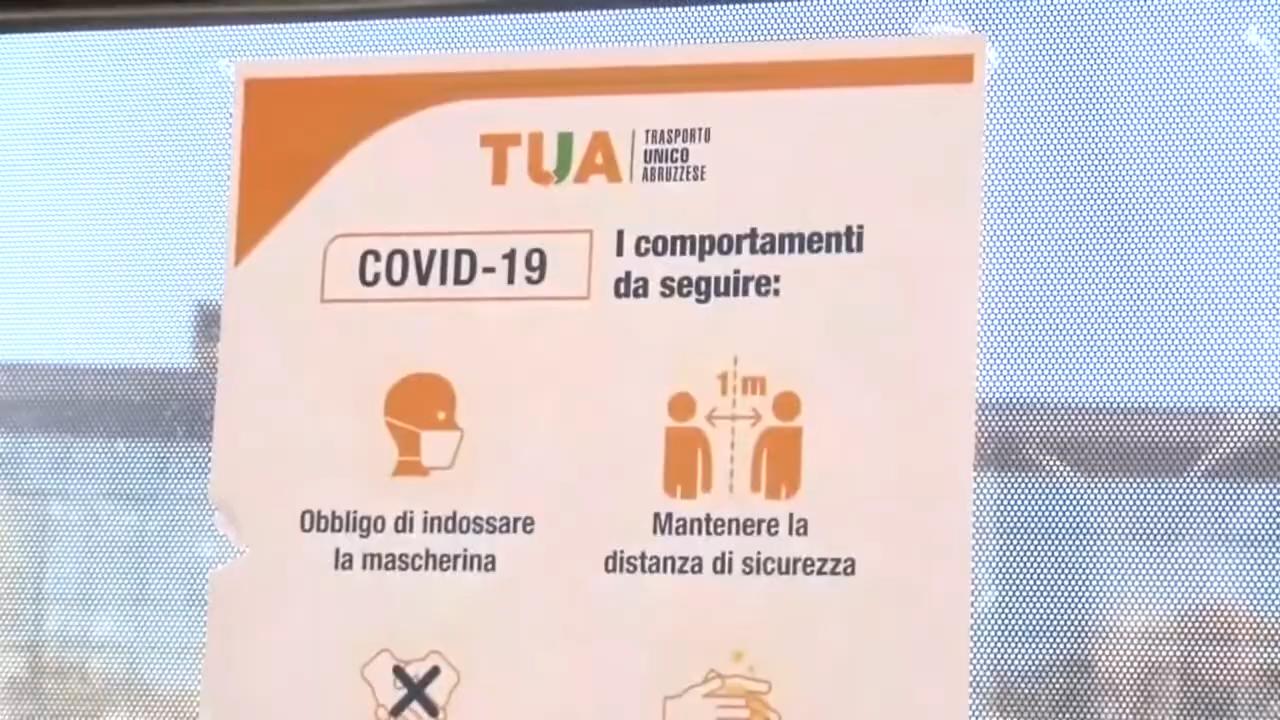 TUA
TRASPORTO
UNICO
ABRUZZESE
COVID-19
I comportamenti
da seguire:
1 m
Obbligo di indossare
la mascherina
Mantenere la
distanza di sicurezza